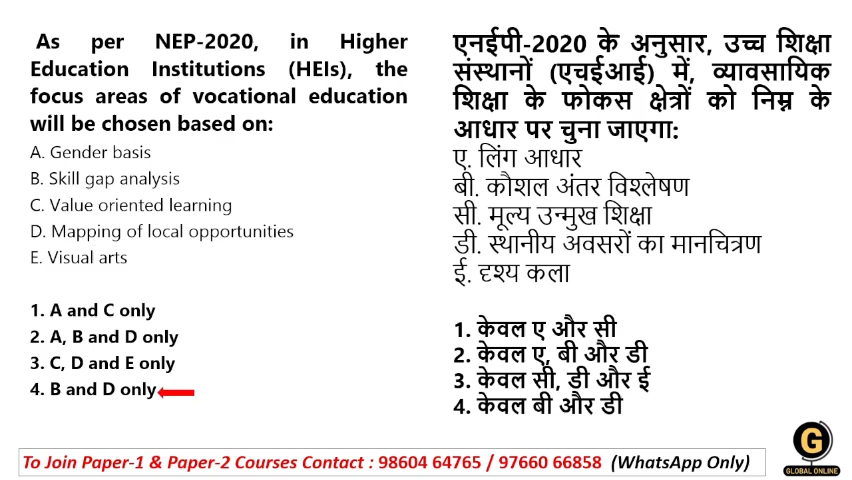 As per NEP-2020, in Higher
Education Institutions (HEIs), the
focus areas of vocational education
will be chosen based on:
A. Gender basis
B. Skill gap analysis
C. Value oriented learning
D. Mapping of local opportunities
E. Visual arts
1. A and C only
2. A, B and D only
3. C, D and E only
4. B and D only
एनईपी-2020 के अनुसार, उच्च शिक्षा
संस्थानों (एचईआई) में, व्यावसायिक
शिक्षा के फोकस क्षेत्रों को निम्न के
आधार पर चुना जाएगा:
ए. लिंग आधार
बी. कौशल अंतर विश्लेषण
सी. मूल्य उन्मुख शिक्षा
डी. स्थानीय अवसरों का मानचित्रण
ई. दृश्य कला
1. केवल ए और सी
2. केवल ए, बी और डी
3. केवल सी, डी और ई
4. केवल बी और डी
To Join Paper-1 & Paper-2 Courses Contact : 98604 64765 / 97660 66858 (WhatsApp Only)
G
GLOBAL ONLINE